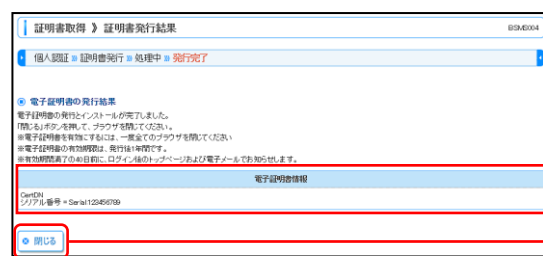 証明書取得 》 証明書発行結果
BSMS004
個人認証 » 証明書発行 » 処理中 » 発行完了
電子証明書の発行結果
電子証明書の発行とインストールが完了しました。
「閉じる」ボタンを押して、ブラウザを閉じてください。
※電子証明書を有効にするには、一度全てのブラウザを閉じてください
※電子証明書の有効期限は、発行後1年間です。
※有効期間満了の40日前に、ログイン後のトップページおよび電子メールでお知らせします。
電子証明書情報
CertDN
シリアル番号 = Serial:123456789
閉じる